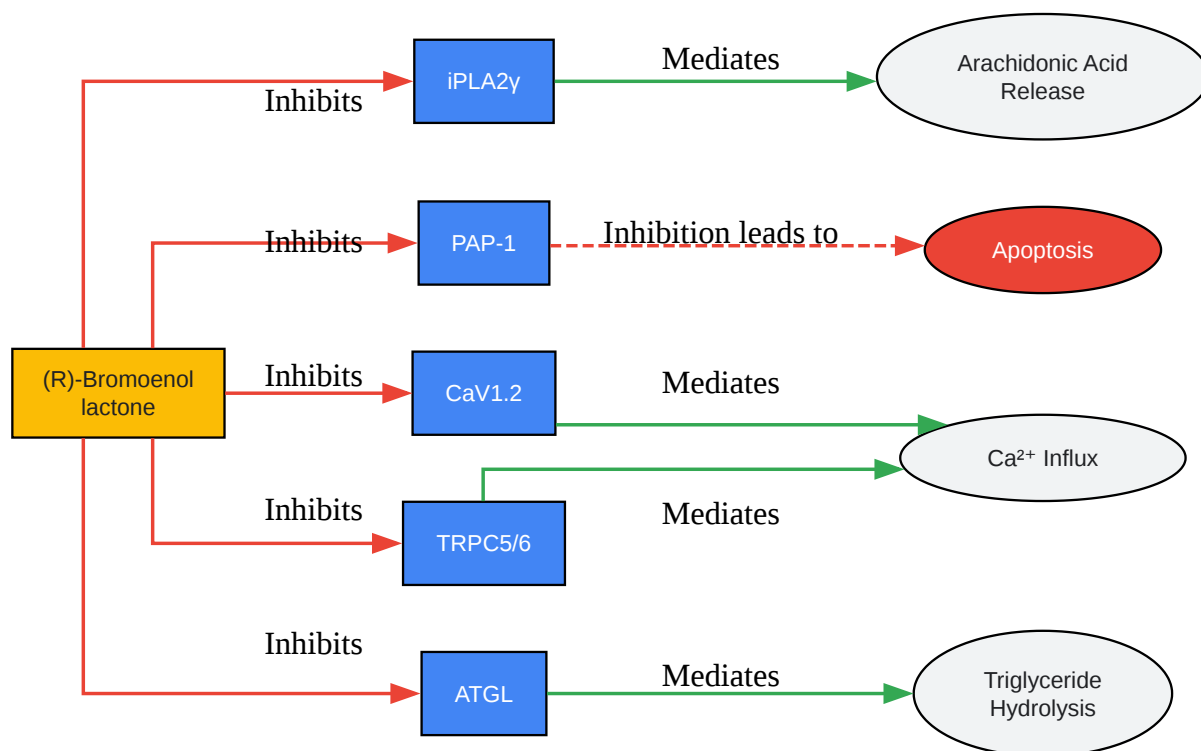 Inhibits
iPLA2γ
Mediates
Arachidonic Acid
Release
Inhibits
PAP-1
Inhibition leads to
Apoptosis
(R)-Bromoenol
lactone
Inhibits
CaV1.2
Mediates
Ca²⁺ Influx
Inhibits
TRPC5/6
Mediates
Inhibits
ATGL
Mediates
Triglyceride
Hydrolysis